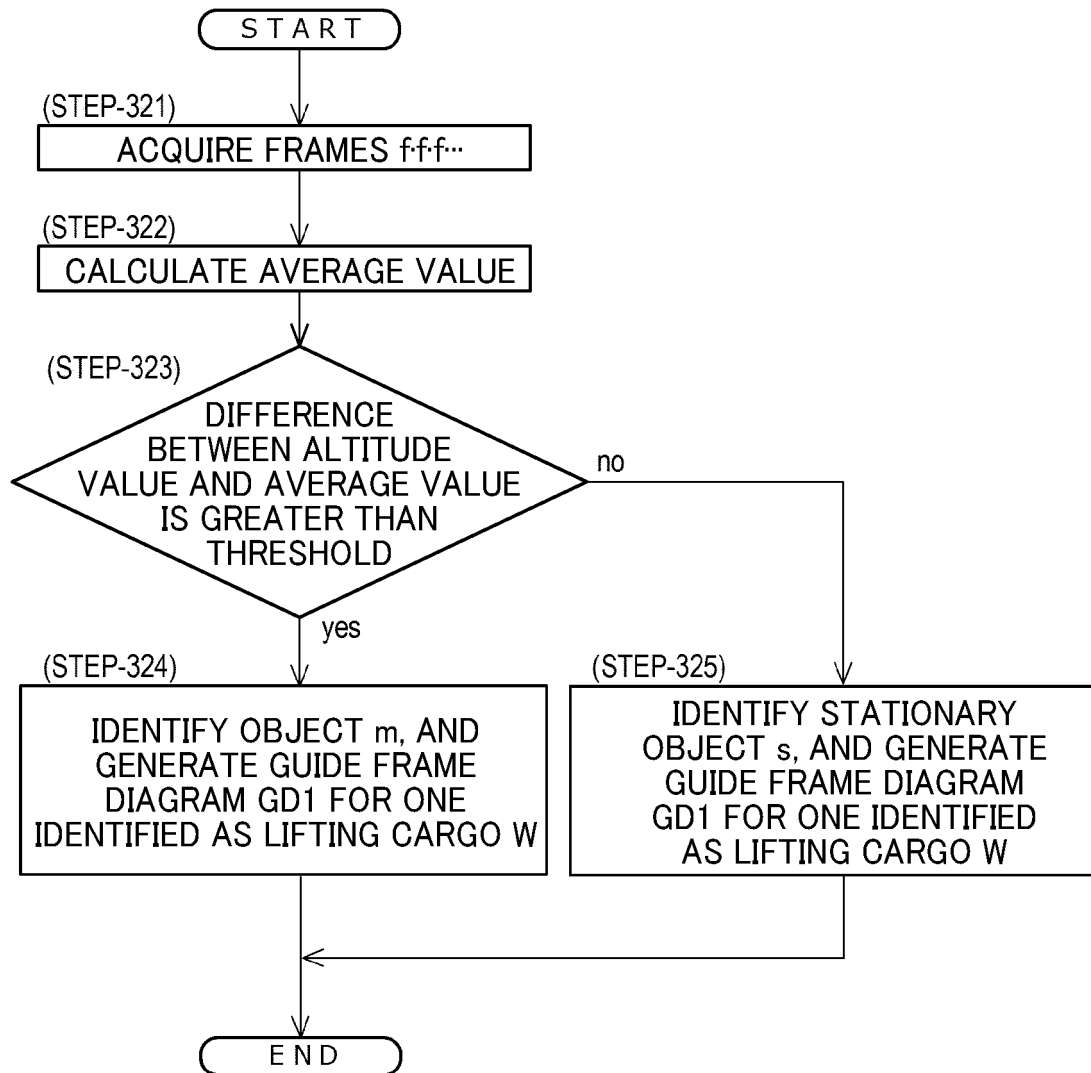 START
(STEP-321)
ACQUIRE FRAMES f·f·f···
(STEP-322)
CALCULATE AVERAGE VALUE
(STEP-323)
DIFFERENCE
BETWEEN ALTITUDE
VALUE AND AVERAGE VALUE
IS GREATER THAN
THRESHOLD
no
yes
(STEP-324)
IDENTIFY OBJECT m, AND
GENERATE GUIDE FRAME
DIAGRAM GD1 FOR ONE
IDENTIFIED AS LIFTING CARGO W
(STEP-325)
IDENTIFY STATIONARY
OBJECT s, AND GENERATE
GUIDE FRAME DIAGRAM
GD1 FOR ONE IDENTIFIED
AS LIFTING CARGO W
END